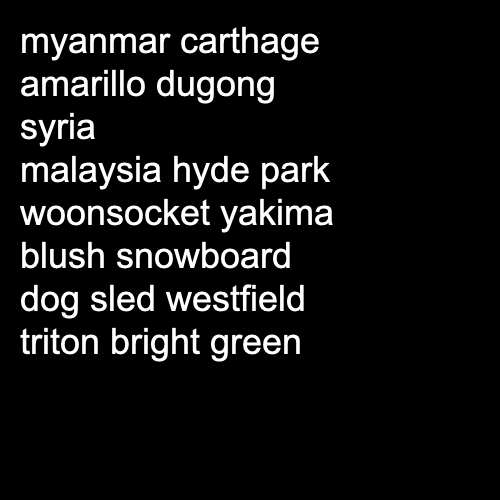 myanmar carthage
amarillo dugong
syria
malaysia hyde park
woonsocket yakima
blush snowboard
dog sled westfield
triton bright green